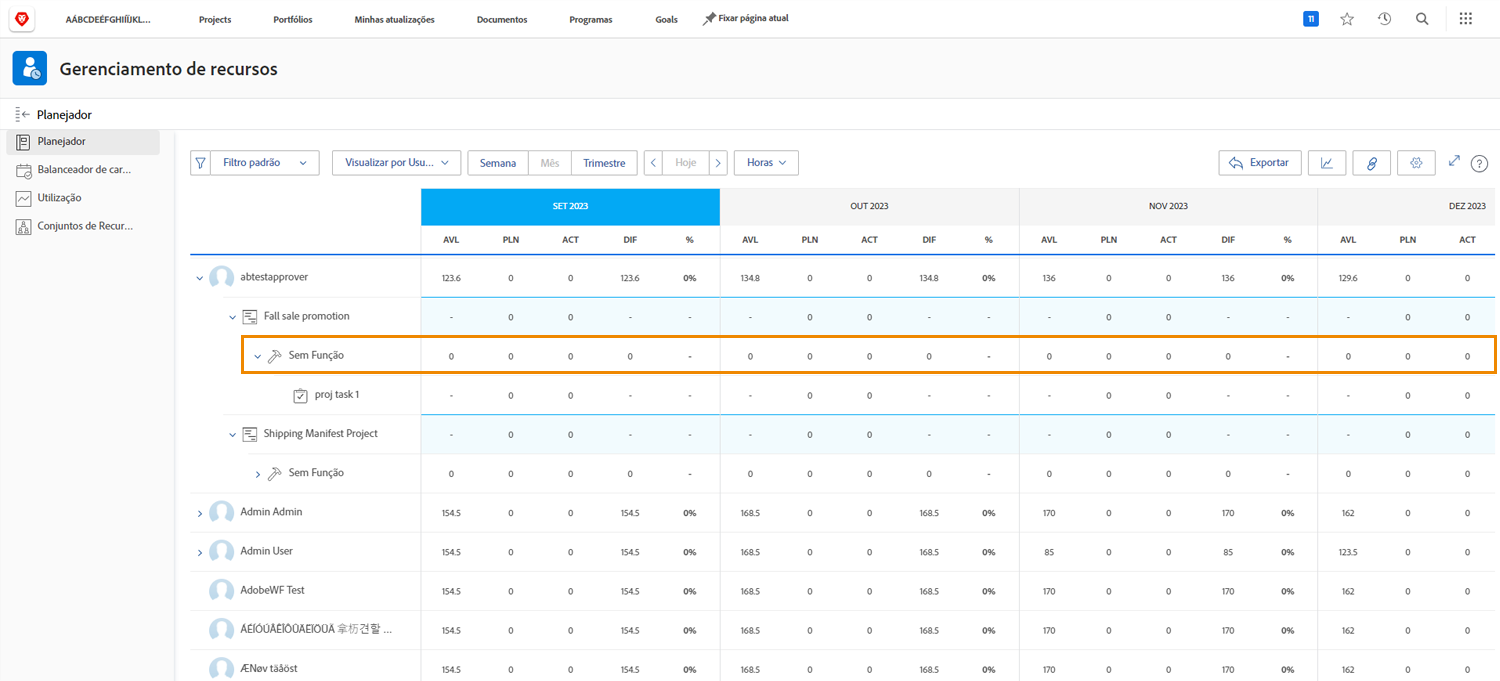 AÁBCDEÉFGHIÍÏJKL... Projects Portfólios Minhas atualizações Documentos Programas Goals Fixar página atual 11
Gerenciamento de recursos
Planejador
Planejador
Balanceador de car...
Utilização
Conjuntos de Recur...
Filtro padrão Visualizar por Usu... Semana Mês Trimestre Hoje Horas Exportar ?
SET 2023 OUT 2023 NOV 2023 DEZ 2023
AVL PLN ACT DIF % AVL PLN ACT DIF % AVL PLN ACT DIF % AVL PLN ACT
abtestapprover 123.6 0 0 123.6 0% 134.8 0 0 134.8 0% 136 0 0 136 0% 129.6 0 0
Fall sale promotion - 0 0 - - - 0 0 - - - 0 0 - - - 0 0
Sem Função 0 0 0 0 - 0 0 0 0 - 0 0 0 0 - 0 0 0
proj task 1 - 0 0 - - - 0 0 - - - 0 0 - - - 0 0
Shipping Manifest Project - 0 0 - - - 0 0 - - - 0 0 - - - 0 0
Sem Função 0 0 0 0 - 0 0 0 0 - 0 0 0 0 - 0 0 0
Admin Admin 154.5 0 0 154.5 0% 168.5 0 0 168.5 0% 170 0 0 170 0% 162 0 0
Admin User 154.5 0 0 154.5 0% 168.5 0 0 168.5 0% 85 0 0 85 0% 123.5 0 0
AdobeWF Test 154.5 0 0 154.5 0% 168.5 0 0 168.5 0% 170 0 0 170 0% 162 0 0
... 154.5 0 0 154.5 0% 168.5 0 0 168.5 0% 170 0 0 170 0% 162 0 0
ÆNøv täåöst 154.5 0 0 154.5 0% 168.5 0 0 168.5 0% 170 0 0 170 0% 162 0 0